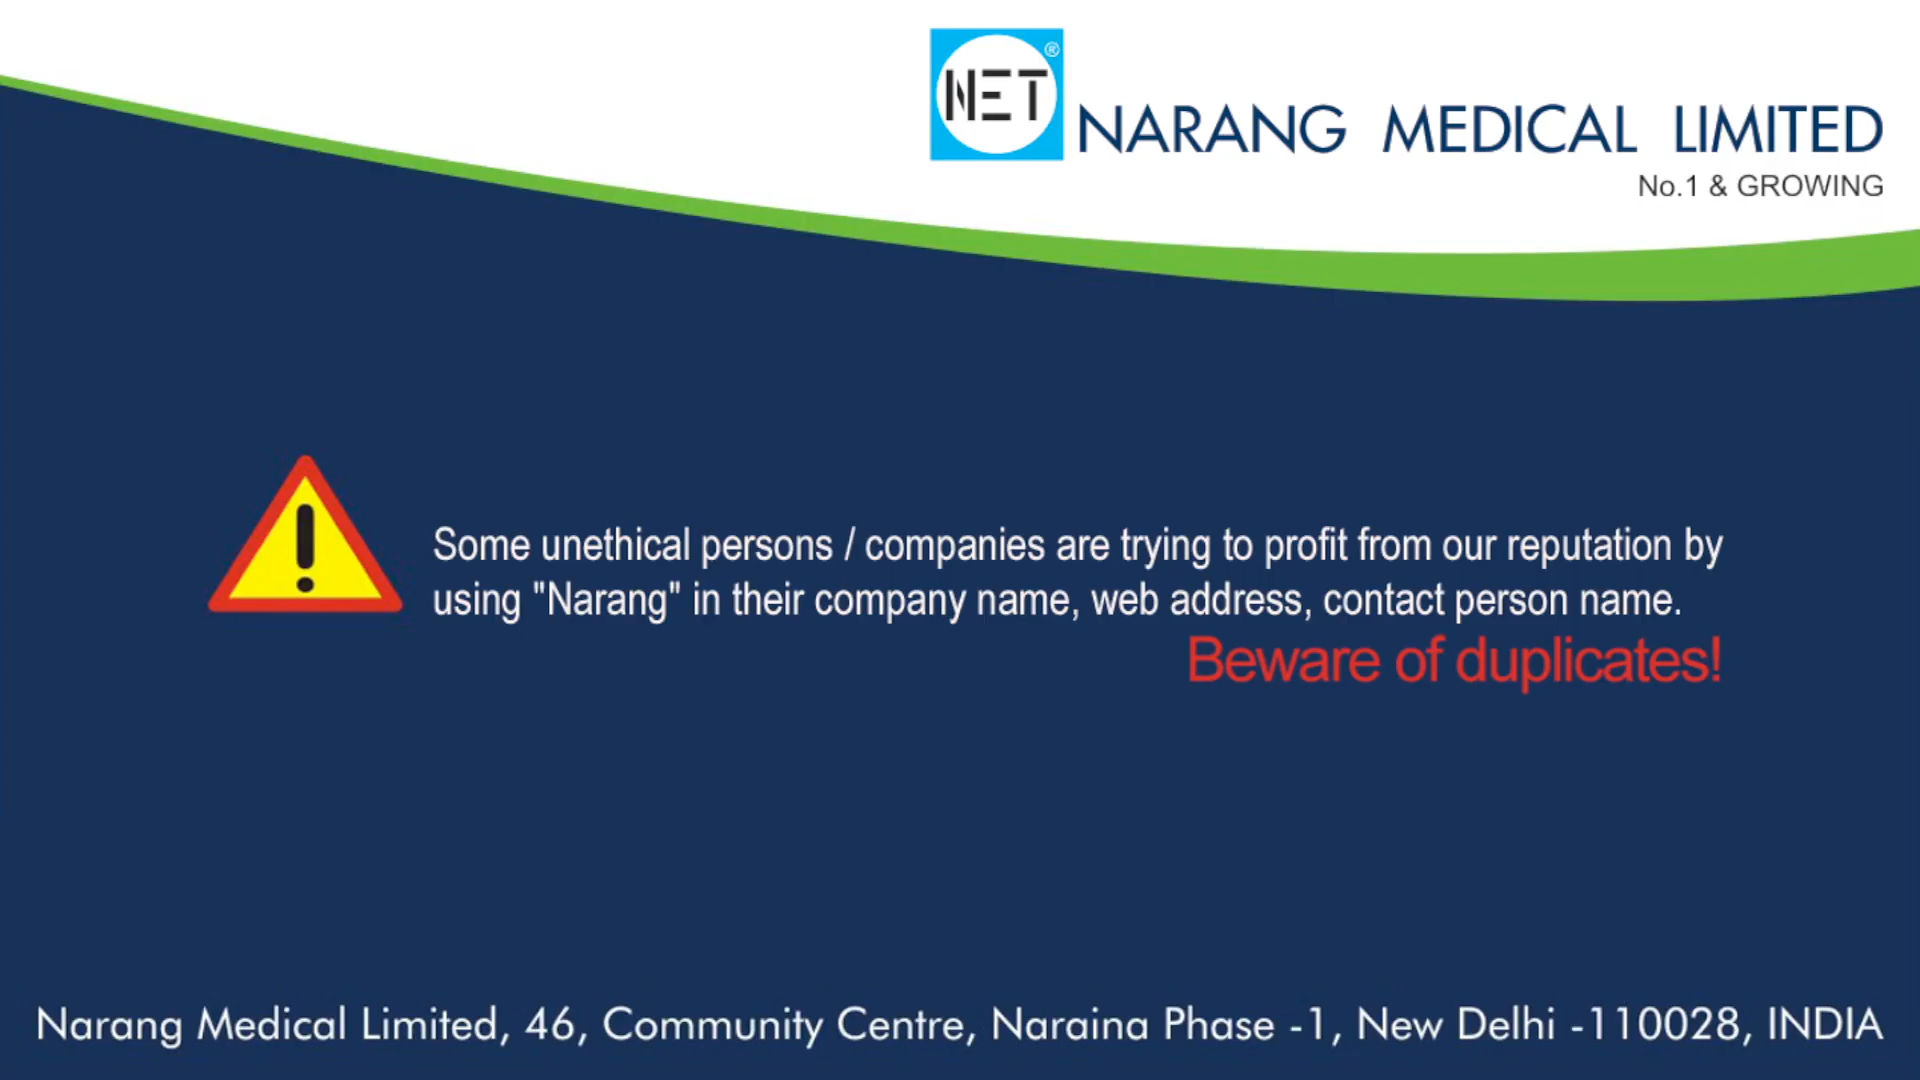 NET®
NARANG MEDICAL LIMITED
No.1 & GROWING
Some unethical persons / companies are trying to profit from our reputation by
using "Narang" in their company name, web address, contact person name.
Beware of duplicates!
Narang Medical Limited, 46, Community Centre, Naraina Phase -1, New Delhi -110028, INDIA